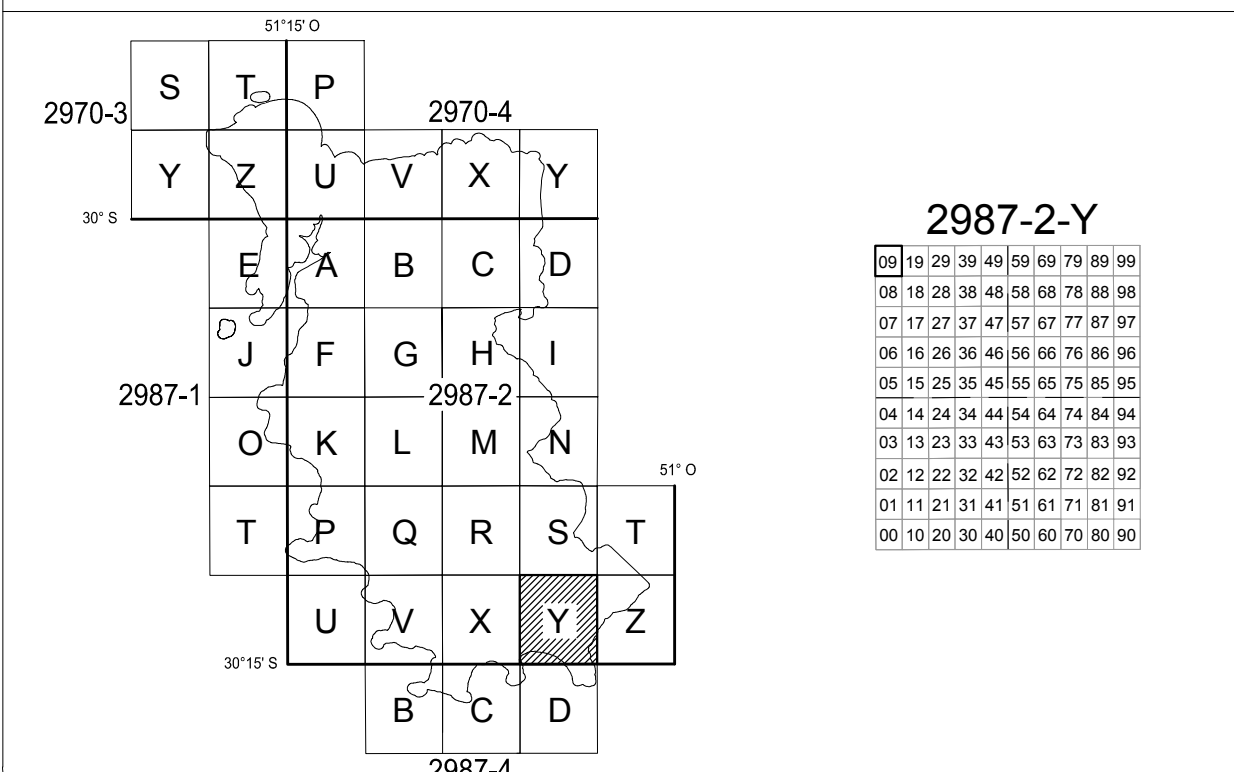 51°15' O
S T P
2970-3 2970-4
Y Z U V X Y
30° S
E A B C D
J F G H I
2987-1 2987-2
O K L M N
51° O
T P Q R S T
U V X Y Z
30°15' S
B C D
2987-4
2987-2-Y
09 19 29 39 49 59 69 79 89 99
08 18 28 38 48 58 68 78 88 98
07 17 27 37 47 57 67 77 87 97
06 16 26 36 46 56 66 76 86 96
05 15 25 35 45 55 65 75 85 95
04 14 24 34 44 54 64 74 84 94
03 13 23 33 43 53 63 73 83 93
02 12 22 32 42 52 62 72 82 92
01 11 21 31 41 51 61 71 81 91
00 10 20 30 40 50 60 70 80 90